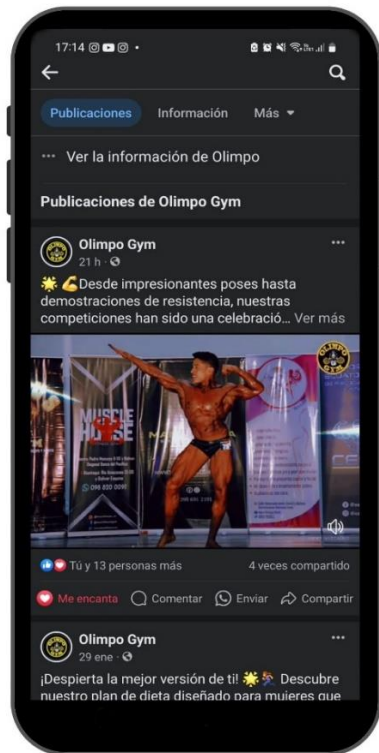 17:14
Publicaciones Información Más
Ver la información de Olimpo
Publicaciones de Olimpo Gym
Olimpo Gym
21 h
🌟 💪Desde impresionantes poses hasta
demostraciones de resistencia, nuestras
competiciones han sido una celebració... Ver más
OLIMPO
GYM
MUSCLE
HOUSE
Tú y 13 personas más 4 veces compartido
Me encanta Comentar Enviar Compartir
Olimpo Gym
29 ene
¡Despierta la mejor versión de ti! 🌟🏃 Descubre
nuestro plan de dieta diseñado para mujeres que